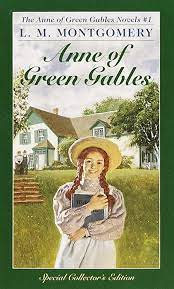 The Anne of Green Gables Novels #1
L. M. MONTGOMERY
Anne of
Green Gables
Special Collector's Edition